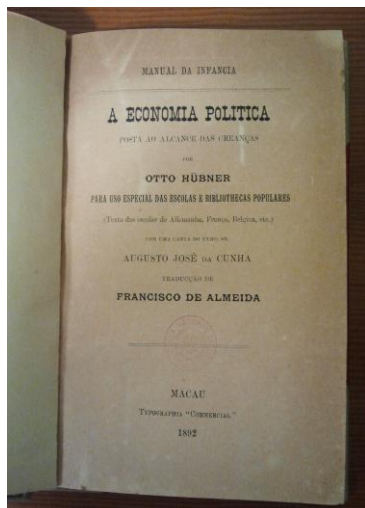 MANUAL DA INFANCIA
A ECONOMIA POLITICA
POSTA AO ALCANCE DAS CREANÇAS
POR
OTTO HÜBNER
PARA USO ESPECIAL DAS ESCOLAS E BIBLIOTHECAS POPULARES
(Texto das escolas da Allemanha, França, Belgica, etc.)
COM UMA CARTA DO EXMO SR.
AUGUSTO JOSÉ DA CUNHA
TRADUCÇÃO DE
FRANCISCO DE ALMEIDA
MACAU
TYPOGRAPHIA "COMMERCIAL"
1892